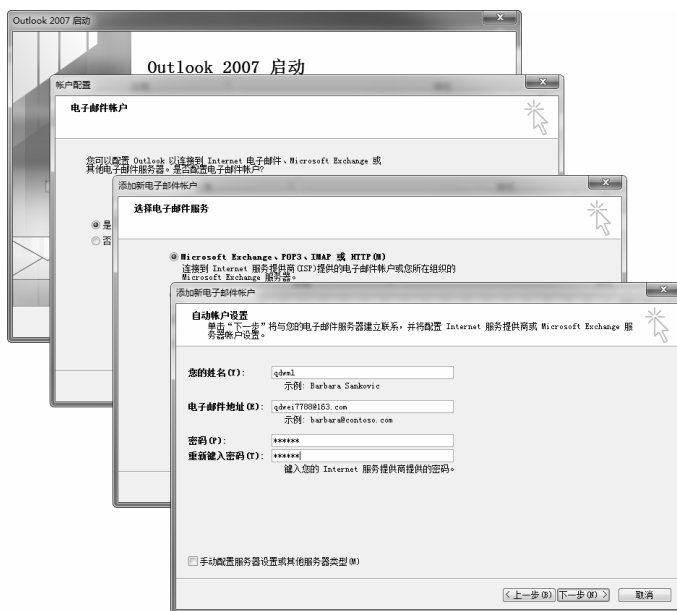 Outlook 2007 启动
Outlook 2007 启动
帐户配置
电子邮件帐户
您可以配置 Outlook 以连接到 Internet 电子邮件、Microsoft Exchange 或
其他电子邮件服务器。是否配置电子邮件帐户?
是
否
添加新电子邮件帐户
选择电子邮件服务
Microsoft Exchange、POP3、IMAP 或 HTTP(M)
连接到 Internet 服务提供商(ISP)提供的电子邮件帐户或您所在组织的
Microsoft Exchange 服务器。
添加新电子邮件帐户
自动帐户设置
单击“下一步”将与您的电子邮件服务器建立联系，并将配置 Internet 服务提供商或 Microsoft Exchange 服
务器帐户设置。
您的姓名(Y): qdwml
示例: Barbara Sankovic
电子邮件地址(E): qdwei7788@163.com
示例: barbara@contoso.com
密码(P): ******
重新键入密码(T): ******
键入您的 Internet 服务提供商提供的密码。
手动配置服务器设置或其他服务器类型(M)
< 上一步(B) 下一步(N) > 取消